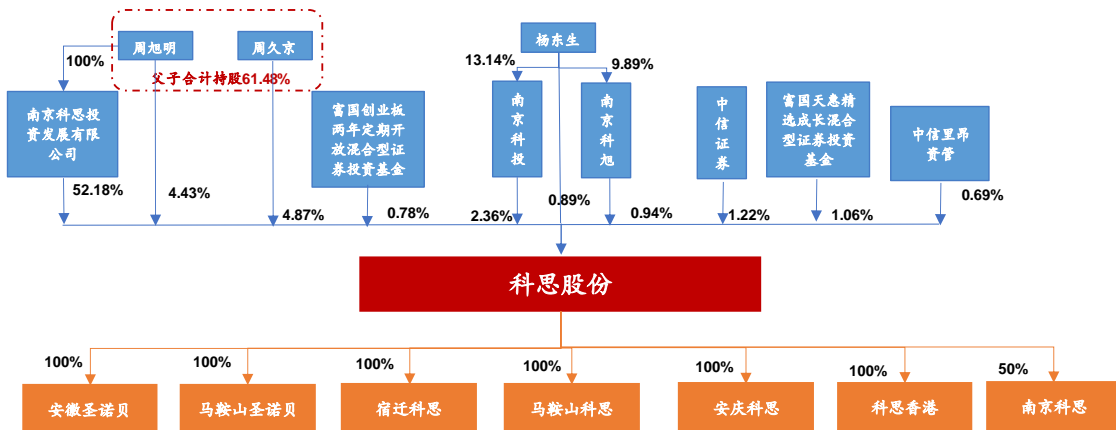 周旭明
周久京
杨东生
100%
父子合计持股61.48%
13.14%
9.89%
南京科思投
资发展有限
公司
富国创业板
两年定期开
放混合型证
券投资基金
南
京
科
投
南
京
科
旭
中
信
证
券
富国天惠精
选成长混合
型证券投资
基金
中信里昂
资管
52.18%
4.43%
4.87%
0.78%
2.36%
0.89%
0.94%
1.22%
1.06%
0.69%
科思股份
100%
100%
100%
100%
100%
100%
50%
安徽圣诺贝
马鞍山圣诺贝
宿迁科思
马鞍山科思
安庆科思
科思香港
南京科思